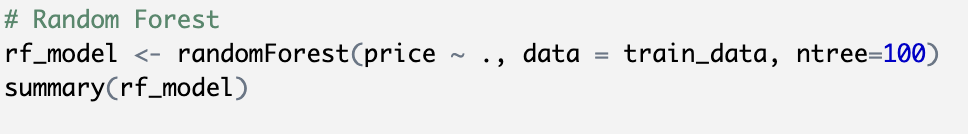 # Random Forest
rf_model <- randomForest(price ~ ., data = train_data, ntree=100)
summary(rf_model)